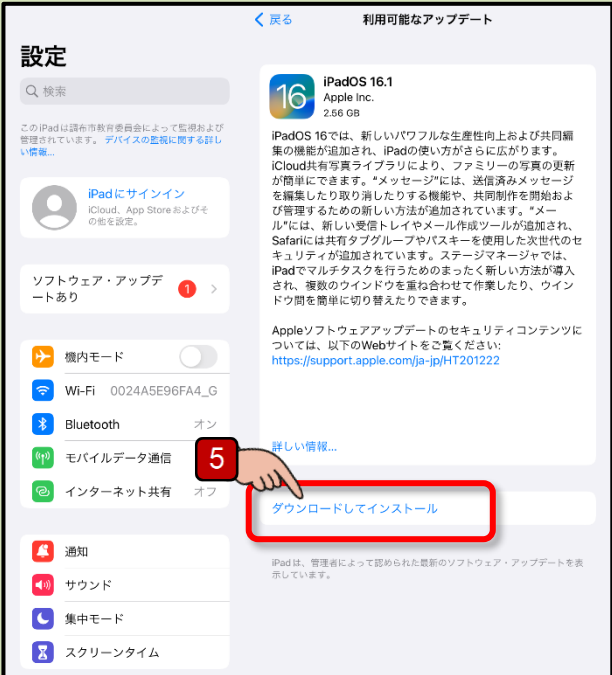 戻る
利用可能なアップデート
設定
検索
このiPadは調布市教育委員会によって監視および
管理されています。デバイスの監視に関する詳し
い情報...
iPadにサインイン
iCloud、App Storeおよびそ
の他を設定。
ソフトウェア・アップデ
ートあり
1
機内モード
Wi-Fi 0024A5E96FA4_G
Bluetooth オン
モバイルデータ通信
インターネット共有 オフ
通知
サウンド
集中モード
スクリーンタイム
16
iPadOS 16.1
Apple Inc.
2.56 GB
iPadOS 16では、新しいパワフルな生産性向上および共同編
集の機能が追加され、iPadの使い方がさらに広がります。
iCloud共有写真ライブラリにより、ファミリーの写真の更新
が簡単にできます。“メッセージ”には、送信済みメッセージ
を編集したり取り消したりする機能や、共同制作を開始およ
び管理するための新しい方法が追加されています。“メー
ル”には、新しい受信トレイやメール作成ツールが追加され、
Safariには共有タブグループやパスキーを使用した次世代のセ
キュリティが追加されています。ステージマネージャでは、
iPadでマルチタスクを行うためのまったく新しい方法が導入
され、複数のウインドウを重ね合わせて作業したり、ウイン
ドウ間を簡単に切り替えたりできます。
Appleソフトウェアアップデートのセキュリティコンテンツに
ついては、以下のWebサイトをご覧ください:
https://support.apple.com/ja-jp/HT201222
詳しい情報...
5
ダウンロードしてインストール
iPadは、管理者によって認められた最新のソフトウェア・アップデートを表
示しています。